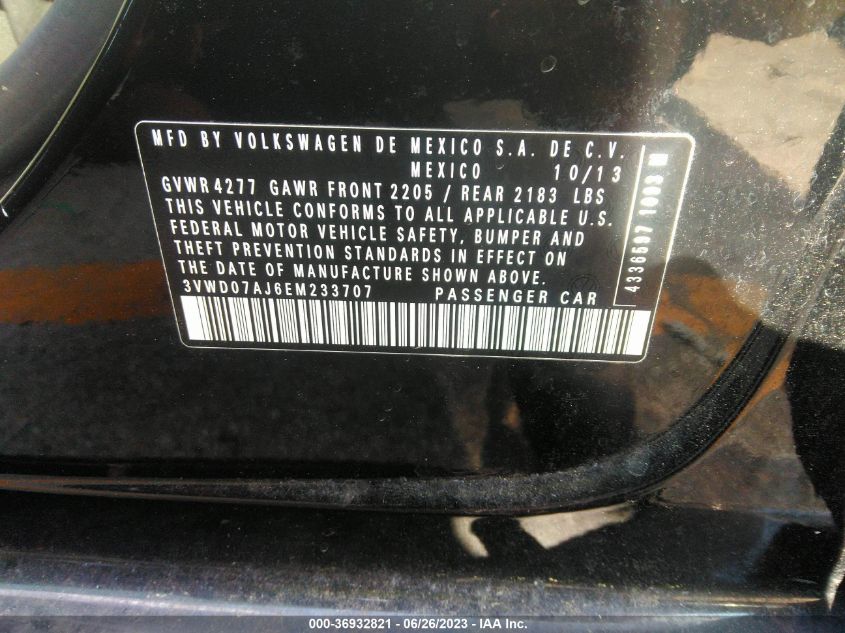 MFD BY VOLKSWAGEN DE MEXICO S.A. DE C.V.
MEXICO 10/13
GVWR 4277 GAWR FRONT 2205 / REAR 2183 LBS
THIS VEHICLE CONFORMS TO ALL APPLICABLE U.S.
FEDERAL MOTOR VEHICLE SAFETY, BUMPER AND
THEFT PREVENTION STANDARDS IN EFFECT ON
THE DATE OF MANUFACTURE SHOWN ABOVE.
3VWD07AJ6EM233707 PASSENGER CAR
4336597 1003 M
000-36932821 - 06/26/2023 - IAA Inc.